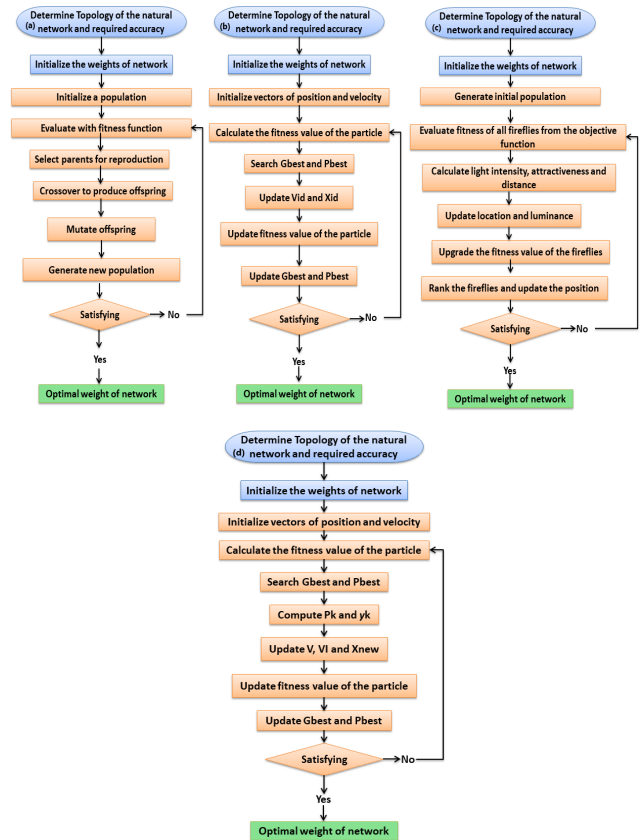 Determine Topology of the natural
(a) network and required accuracy
Initialize the weights of network
Initialize a population
Evaluate with fitness function
Select parents for reproduction
Crossover to produce offspring
Mutate offspring
Generate new population
Satisfying
No
Yes
Optimal weight of network
Determine Topology of the natural
(b) network and required accuracy
Initialize the weights of network
Initialize vectors of position and velocity
Calculate the fitness value of the particle
Search Gbest and Pbest
Update Vid and Xid
Update fitness value of the particle
Update Gbest and Pbest
Satisfying
No
Yes
Optimal weight of network
Determine Topology of the natural
(c) network and required accuracy
Initialize the weights of network
Generate initial population
Evaluate fitness of all fireflies from the objective
function
Calculate light intensity, attractiveness and
distance
Update location and luminance
Upgrade the fitness value of the fireflies
Rank the fireflies and update the position
Satisfying
No
Yes
Optimal weight of network
Determine Topology of the natural
(d) network and required accuracy
Initialize the weights of network
Initialize vectors of position and velocity
Calculate the fitness value of the particle
Search Gbest and Pbest
Compute Pk and yk
Update V, VI and Xnew
Update fitness value of the particle
Update Gbest and Pbest
Satisfying
No
Yes
Optimal weight of network